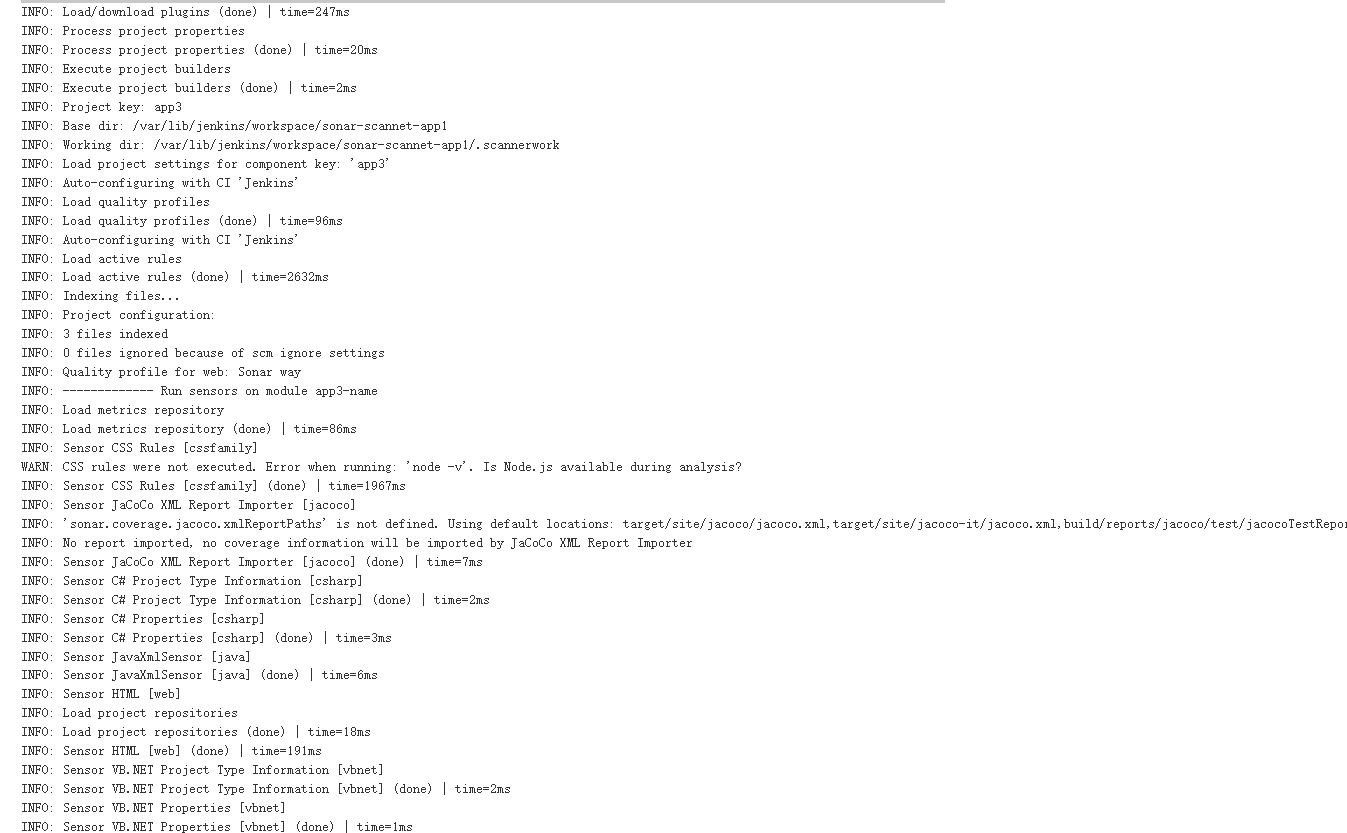 INFO: Load/download plugins (done) | time=247ms
INFO: Process project properties
INFO: Process project properties (done) | time=20ms
INFO: Execute project builders
INFO: Execute project builders (done) | time=2ms
INFO: Project key: app3
INFO: Base dir: /var/lib/jenkins/workspace/sonar-scannet-app1
INFO: Working dir: /var/lib/jenkins/workspace/sonar-scannet-app1/.scannerwork
INFO: Load project settings for component key: 'app3'
INFO: Auto-configuring with CI 'Jenkins'
INFO: Load quality profiles
INFO: Load quality profiles (done) | time=96ms
INFO: Auto-configuring with CI 'Jenkins'
INFO: Load active rules
INFO: Load active rules (done) | time=2632ms
INFO: Indexing files...
INFO: Project configuration:
INFO: 3 files indexed
INFO: 0 files ignored because of scm ignore settings
INFO: Quality profile for web: Sonar way
INFO: ------------- Run sensors on module app3-name
INFO: Load metrics repository
INFO: Load metrics repository (done) | time=86ms
INFO: Sensor CSS Rules [cssfamily]
WARN: CSS rules were not executed. Error when running: 'node -v'. Is Node.js available during analysis?
INFO: Sensor CSS Rules [cssfamily] (done) | time=1967ms
INFO: Sensor JaCoCo XML Report Importer [jacoco]
INFO: 'sonar.coverage.jacoco.xmlReportPaths' is not defined. Using default locations: target/site/jacoco/jacoco.xml,target/site/jacoco-it/jacoco.xml,build/reports/jacoco/test/jacocoTestRepor
INFO: No report imported, no coverage information will be imported by JaCoCo XML Report Importer
INFO: Sensor JaCoCo XML Report Importer [jacoco] (done) | time=7ms
INFO: Sensor C# Project Type Information [csharp]
INFO: Sensor C# Project Type Information [csharp] (done) | time=2ms
INFO: Sensor C# Properties [csharp]
INFO: Sensor C# Properties [csharp] (done) | time=3ms
INFO: Sensor JavaXmlSensor [java]
INFO: Sensor JavaXmlSensor [java] (done) | time=6ms
INFO: Sensor HTML [web]
INFO: Load project repositories
INFO: Load project repositories (done) | time=18ms
INFO: Sensor HTML [web] (done) | time=191ms
INFO: Sensor VB.NET Project Type Information [vbnet]
INFO: Sensor VB.NET Project Type Information [vbnet] (done) | time=2ms
INFO: Sensor VB.NET Properties [vbnet]
INFO: Sensor VB.NET Properties [vbnet] (done) | time=1ms